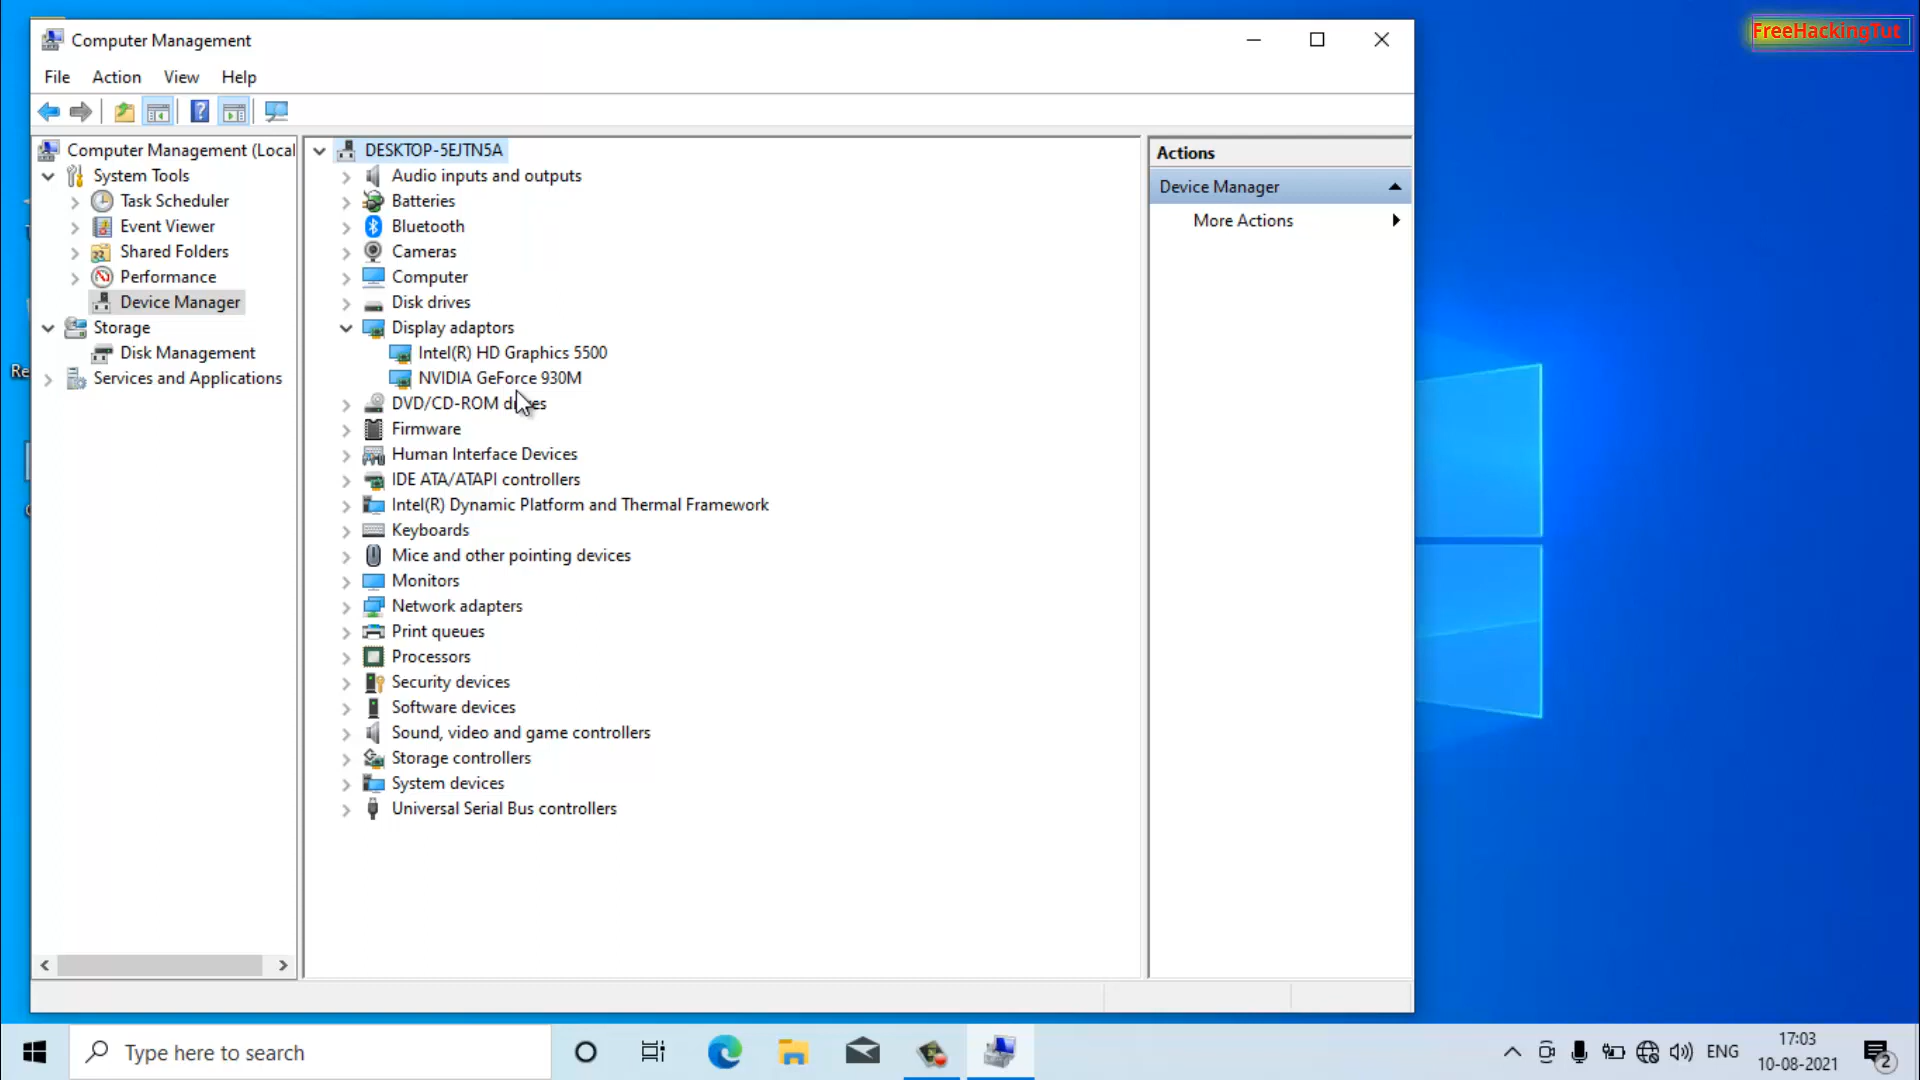 FreeHackingTut
Computer Management
File Action View Help
Computer Management (Local
System Tools
Task Scheduler
Event Viewer
Shared Folders
Performance
Device Manager
Storage
Disk Management
Services and Applications
DESKTOP-5EJTN5A
Audio inputs and outputs
Batteries
Bluetooth
Cameras
Computer
Disk drives
Display adaptors
Intel(R) HD Graphics 5500
NVIDIA GeForce 930M
DVD/CD-ROM drives
Firmware
Human Interface Devices
IDE ATA/ATAPI controllers
Intel(R) Dynamic Platform and Thermal Framework
Keyboards
Mice and other pointing devices
Monitors
Network adapters
Print queues
Processors
Security devices
Software devices
Sound, video and game controllers
Storage controllers
System devices
Universal Serial Bus controllers
Actions
Device Manager
More Actions
Re
Type here to search
ENG
17:03
10-08-2021
2